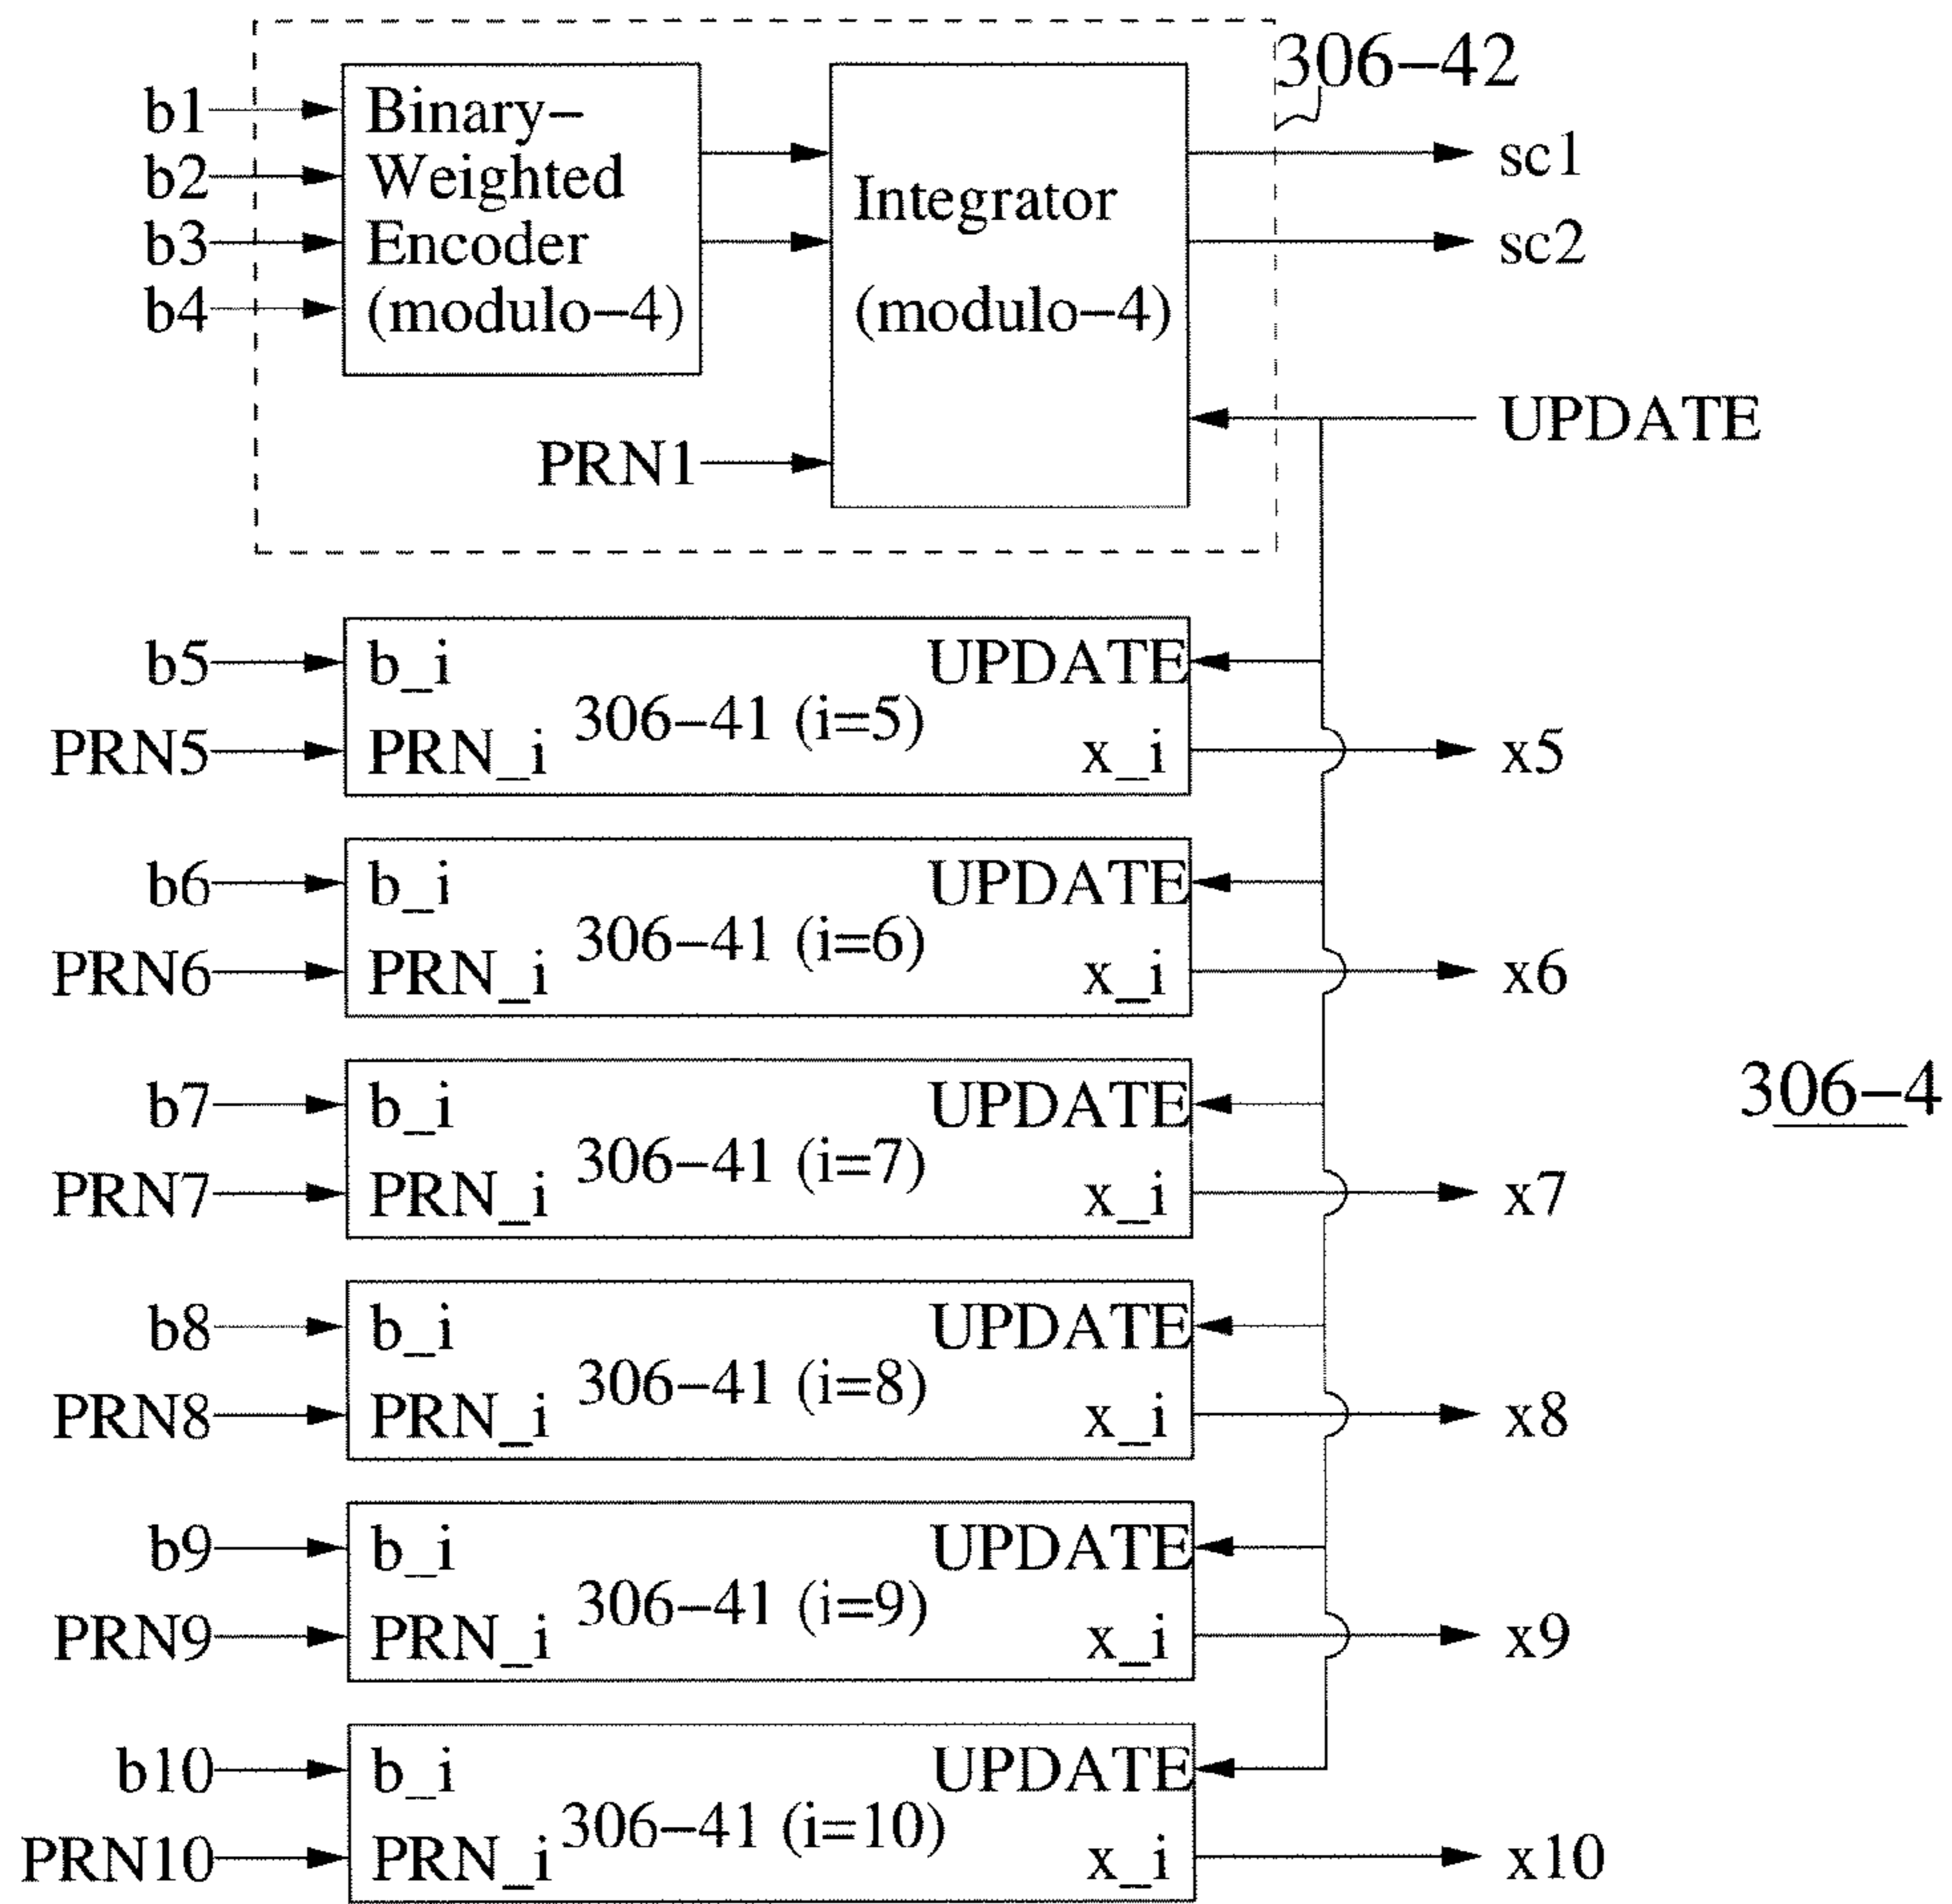 306-42
b1
b2
b3
b4
Binary-
Weighted
Encoder
(modulo-4)
Integrator
(modulo-4)
sc1
sc2
UPDATE
PRN1
b5
PRN5
b_i
PRN_i
306-41 (i=5)
UPDATE
x_i
x5
b6
PRN6
b_i
PRN_i
306-41 (i=6)
UPDATE
x_i
x6
b7
PRN7
b_i
PRN_i
306-41 (i=7)
UPDATE
x_i
x7
306-4
b8
PRN8
b_i
PRN_i
306-41 (i=8)
UPDATE
x_i
x8
b9
PRN9
b_i
PRN_i
306-41 (i=9)
UPDATE
x_i
x9
b10
PRN10
b_i
PRN_i
306-41 (i=10)
UPDATE
x_i
x10